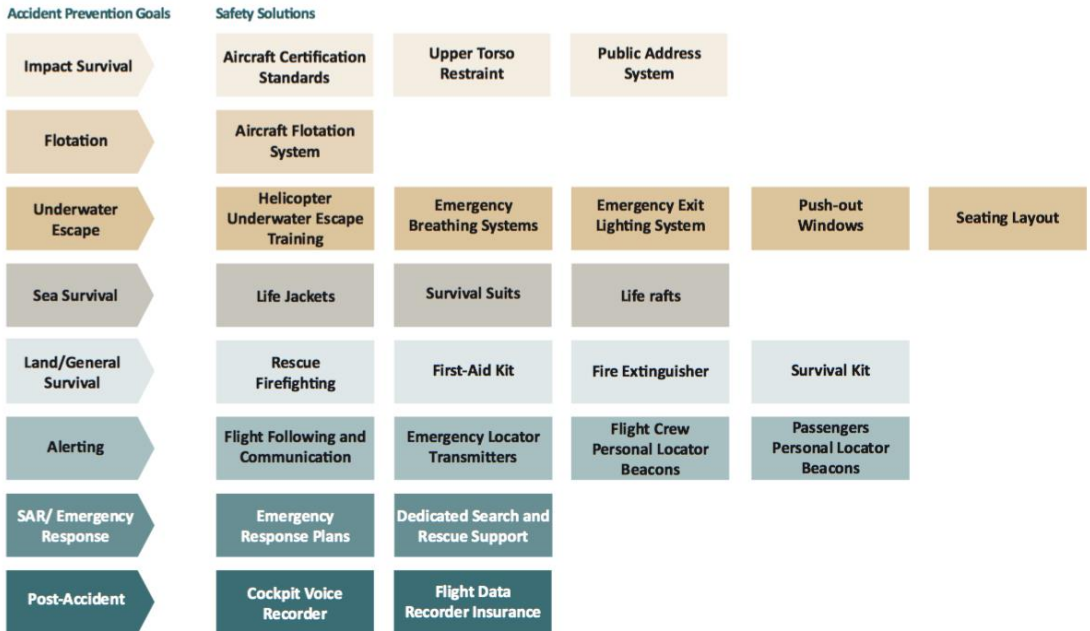 Accident Prevention Goals
Safety Solutions
Impact Survival
Aircraft Certification
Standards
Upper Torso
Restraint
Public Address
System
Flotation
Aircraft Flotation
System
Underwater
Escape
Helicopter
Underwater Escape
Training
Emergency
Breathing Systems
Emergency Exit
Lighting System
Push-out
Windows
Seating Layout
Sea Survival
Life Jackets
Survival Suits
Life rafts
Land/General
Survival
Rescue
Firefighting
First-Aid Kit
Fire Extinguisher
Survival Kit
Alerting
Flight Following and
Communication
Emergency Locator
Transmitters
Flight Crew
Personal Locator
Beacons
Passengers
Personal Locator
Beacons
SAR/ Emergency
Response
Emergency
Response Plans
Dedicated Search and
Rescue Support
Post-Accident
Cockpit Voice
Recorder
Flight Data
Recorder Insurance